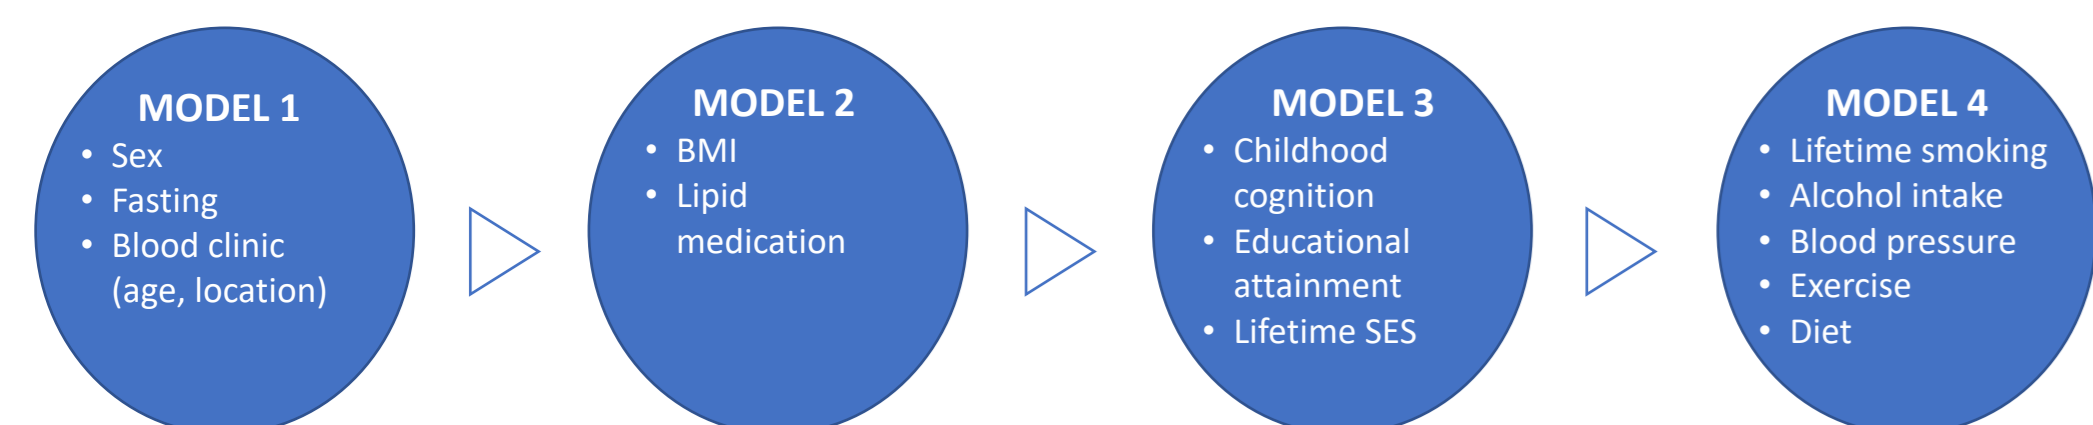 MODEL 1
• Sex
• Fasting
• Blood clinic
(age, location)
MODEL 2
• BMI
• Lipid
medication
MODEL 3
• Childhood
cognition
• Educational
attainment
• Lifetime SES
MODEL 4
• Lifetime smoking
• Alcohol intake
• Blood pressure
• Exercise
• Diet